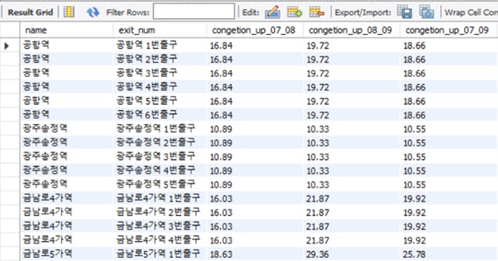 Result Grid Filter Rows: Edit: Export/Import: Wrap Cell Con
name exit_num congetion_up_07_08 congetion_up_08_09 congetion_up_07_09
공항역 공항역 1번출구 16.84 19.72 18.66
공항역 공항역 2번출구 16.84 19.72 18.66
공항역 공항역 3번출구 16.84 19.72 18.66
공항역 공항역 4번출구 16.84 19.72 18.66
공항역 공항역 5번출구 16.84 19.72 18.66
공항역 공항역 6번출구 16.84 19.72 18.66
광주송정역 광주송정역 1번출구 10.89 10.33 10.55
광주송정역 광주송정역 2번출구 10.89 10.33 10.55
광주송정역 광주송정역 3번출구 10.89 10.33 10.55
광주송정역 광주송정역 4번출구 10.89 10.33 10.55
광주송정역 광주송정역 5번출구 10.89 10.33 10.55
금남로4가역 금남로4가역 1번출구 16.03 21.87 19.92
금남로4가역 금남로4가역 2번출구 16.03 21.87 19.92
금남로4가역 금남로4가역 3번출구 16.03 21.87 19.92
금남로4가역 금남로4가역 4번출구 16.03 21.87 19.92
금남로5가역 금남로5가역 1번출구 18.63 29.36 25.78